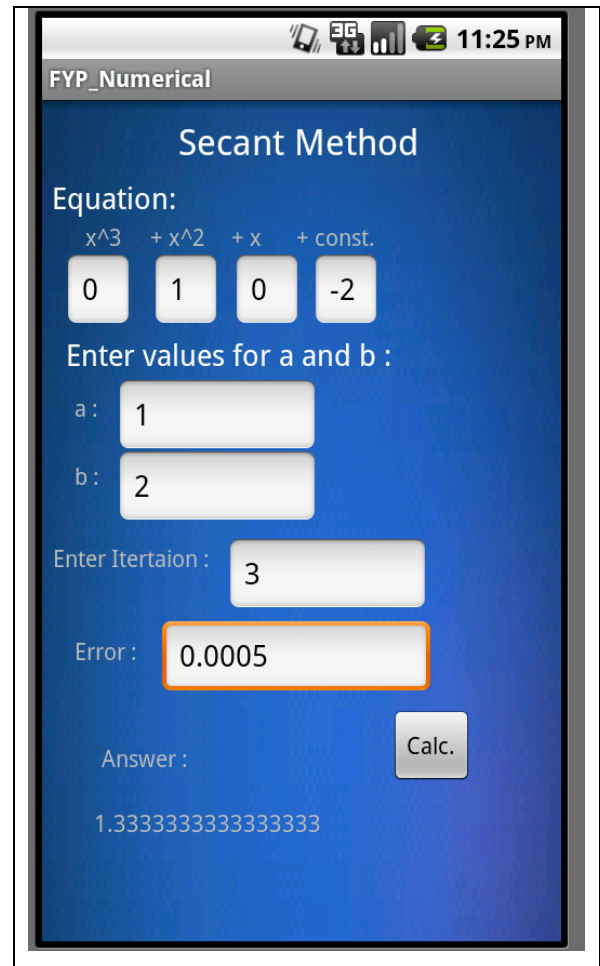 3G 11:25 PM
FYP_Numerical
Secant Method
Equation:
x^3 + x^2 + x + const.
0 1 0 -2
Enter values for a and b :
a : 1
b : 2
Enter Itertaion : 3
Error : 0.0005
Calc.
Answer :
1.3333333333333333